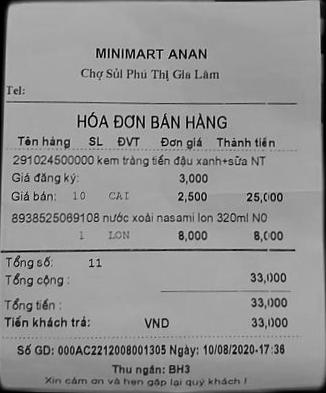 MINIMART ANAN
Chợ Sủi Phú Thị Gia Lâm
Tel:
HÓA ĐƠN BÁN HÀNG
Tên hàng SL ĐVT Đơn giá Thành tiền
291024500000 kem tràng tiền đậu xanh+sữa NT
Giá đăng ký: 3,000
Giá bán: 10 CAI 2,500 25,000
8938525069108 nước xoài nasami lon 320ml N0
1 LON 8,000 8,000
Tổng số: 11
Tổng cộng : 33,000
Tổng tiền : 33,000
Tiền khách trả: VND 33,000
Số GD: 000AC2212008001305 Ngày: 10/08/2020-17:36
Thu ngân: BH3
Xin cảm ơn và hẹn gặp lại quý khách !